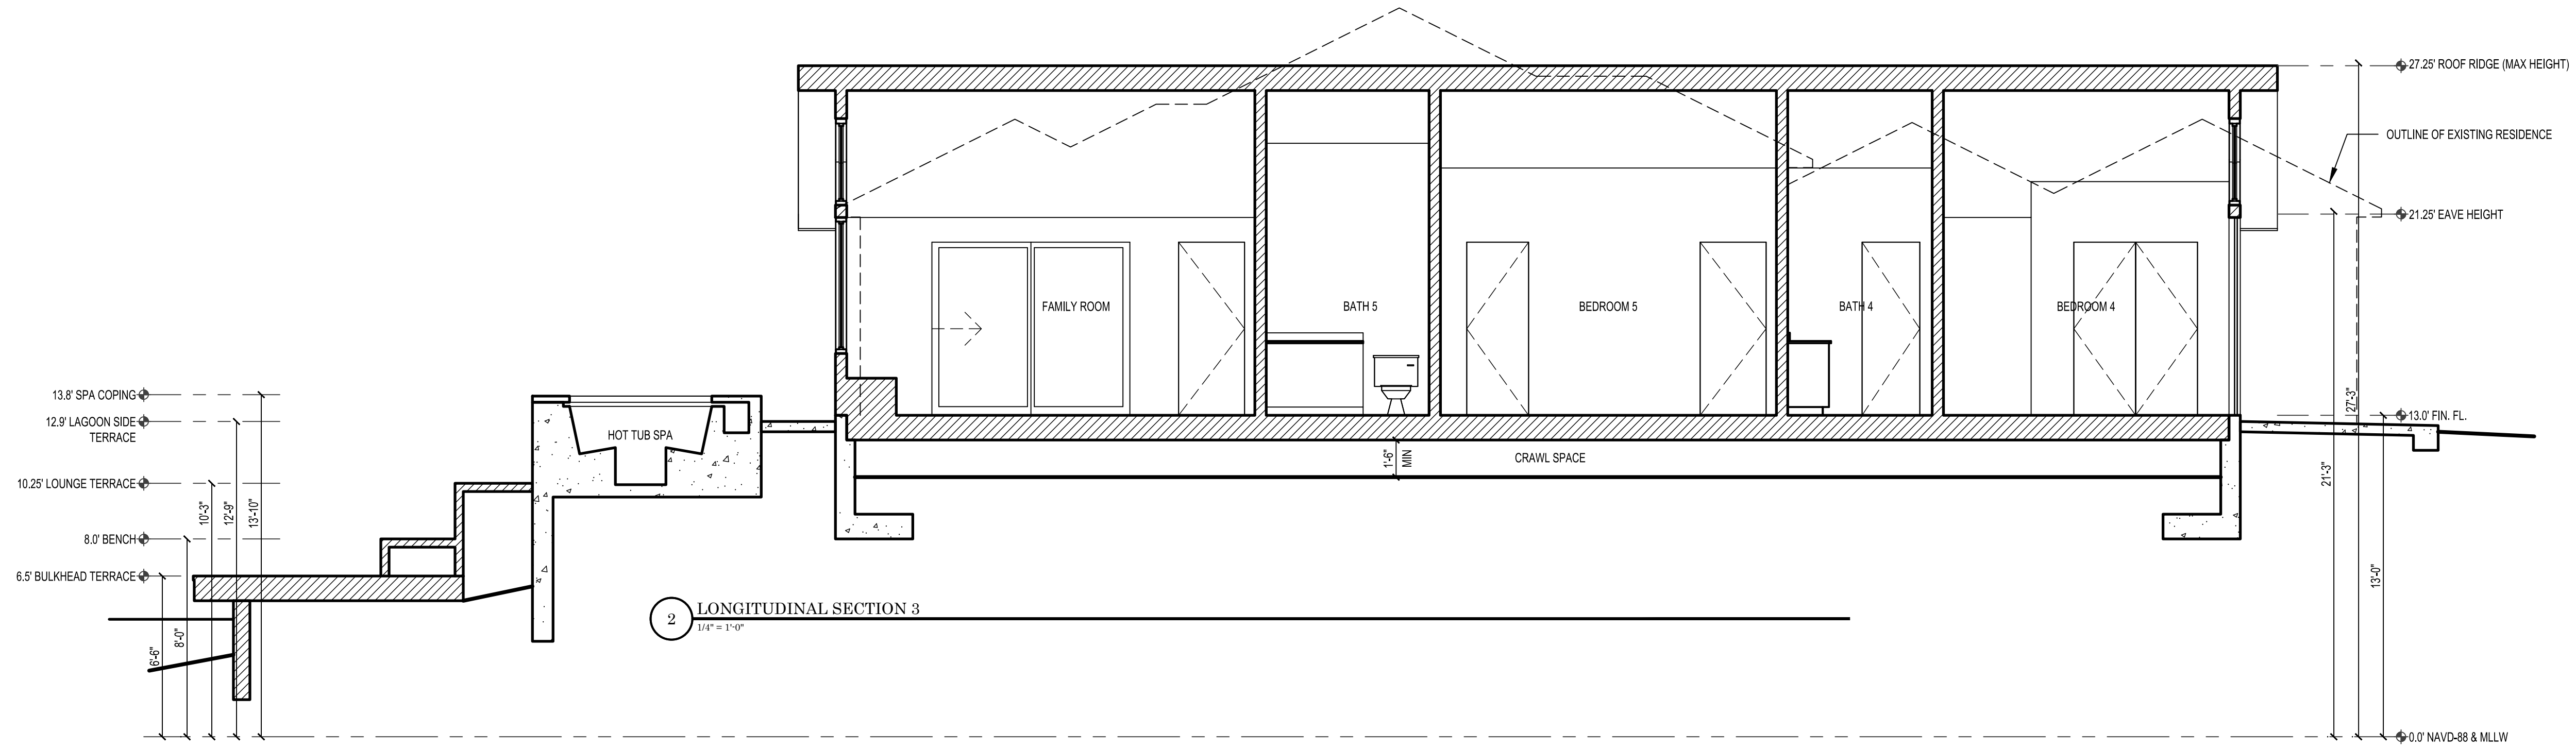 27.25' ROOF RIDGE (MAX HEIGHT)
OUTLINE OF EXISTING RESIDENCE
21.25' EAVE HEIGHT
FAMILY ROOM
BATH 5
BEDROOM 5
BATH 4
BEDROOM 4
13.8' SPA COPING
12.9' LAGOON SIDE
TERRACE
27'-3"
13.0' FIN. FL.
HOT TUB SPA
1'-6"
MIN
CRAWL SPACE
21'-3"
10.25' LOUNGE TERRACE
10'-3"
12'-9"
13'-10"
8.0' BENCH
6.5' BULKHEAD TERRACE
13'-0"
2
LONGITUDINAL SECTION 3
1/4" = 1'-0"
8'-0"
6'-6"
0.0' NAVD-88 & MLLW